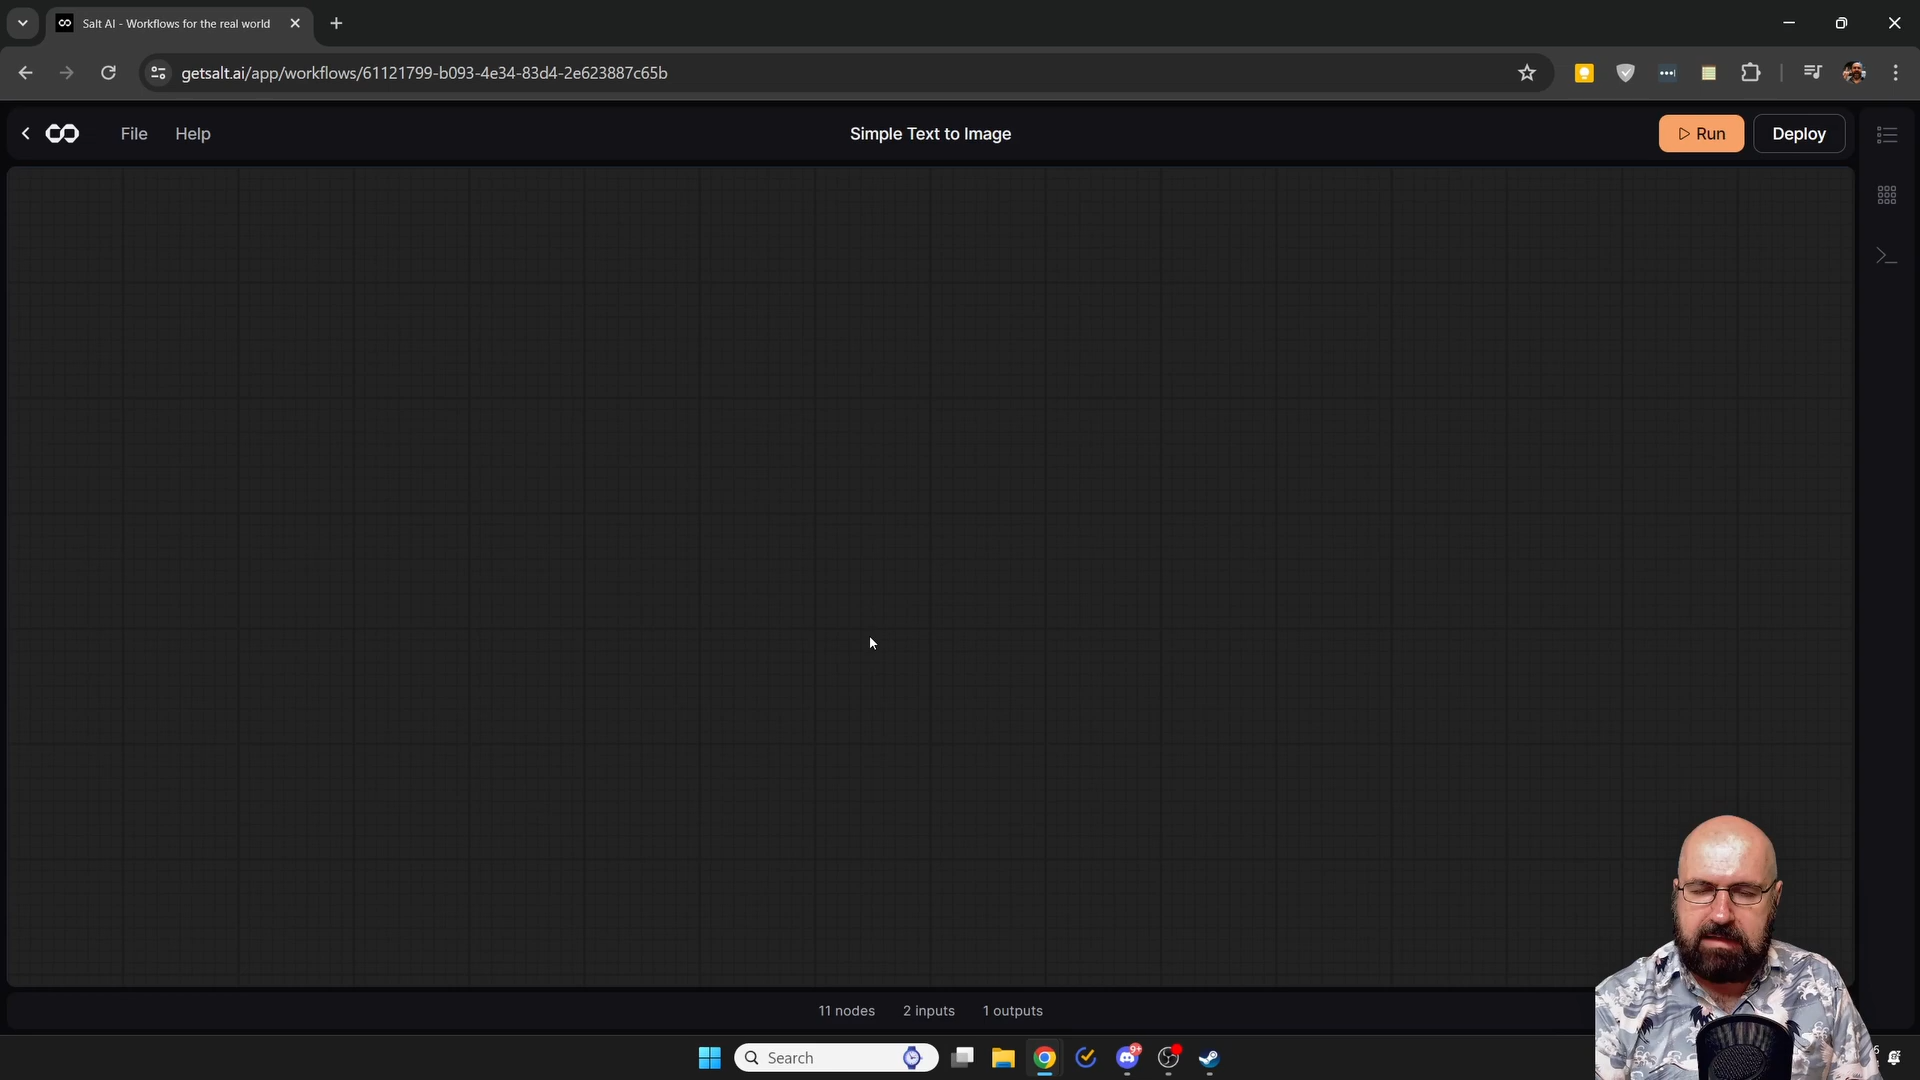 Salt AI - Workflows for the real world
getsalt.ai/app/workflows/61121799-b093-4e34-83d4-2e623887c65b
File
Help
Simple Text to Image
Run
Deploy
11 nodes
2 inputs
1 outputs
Search
9+